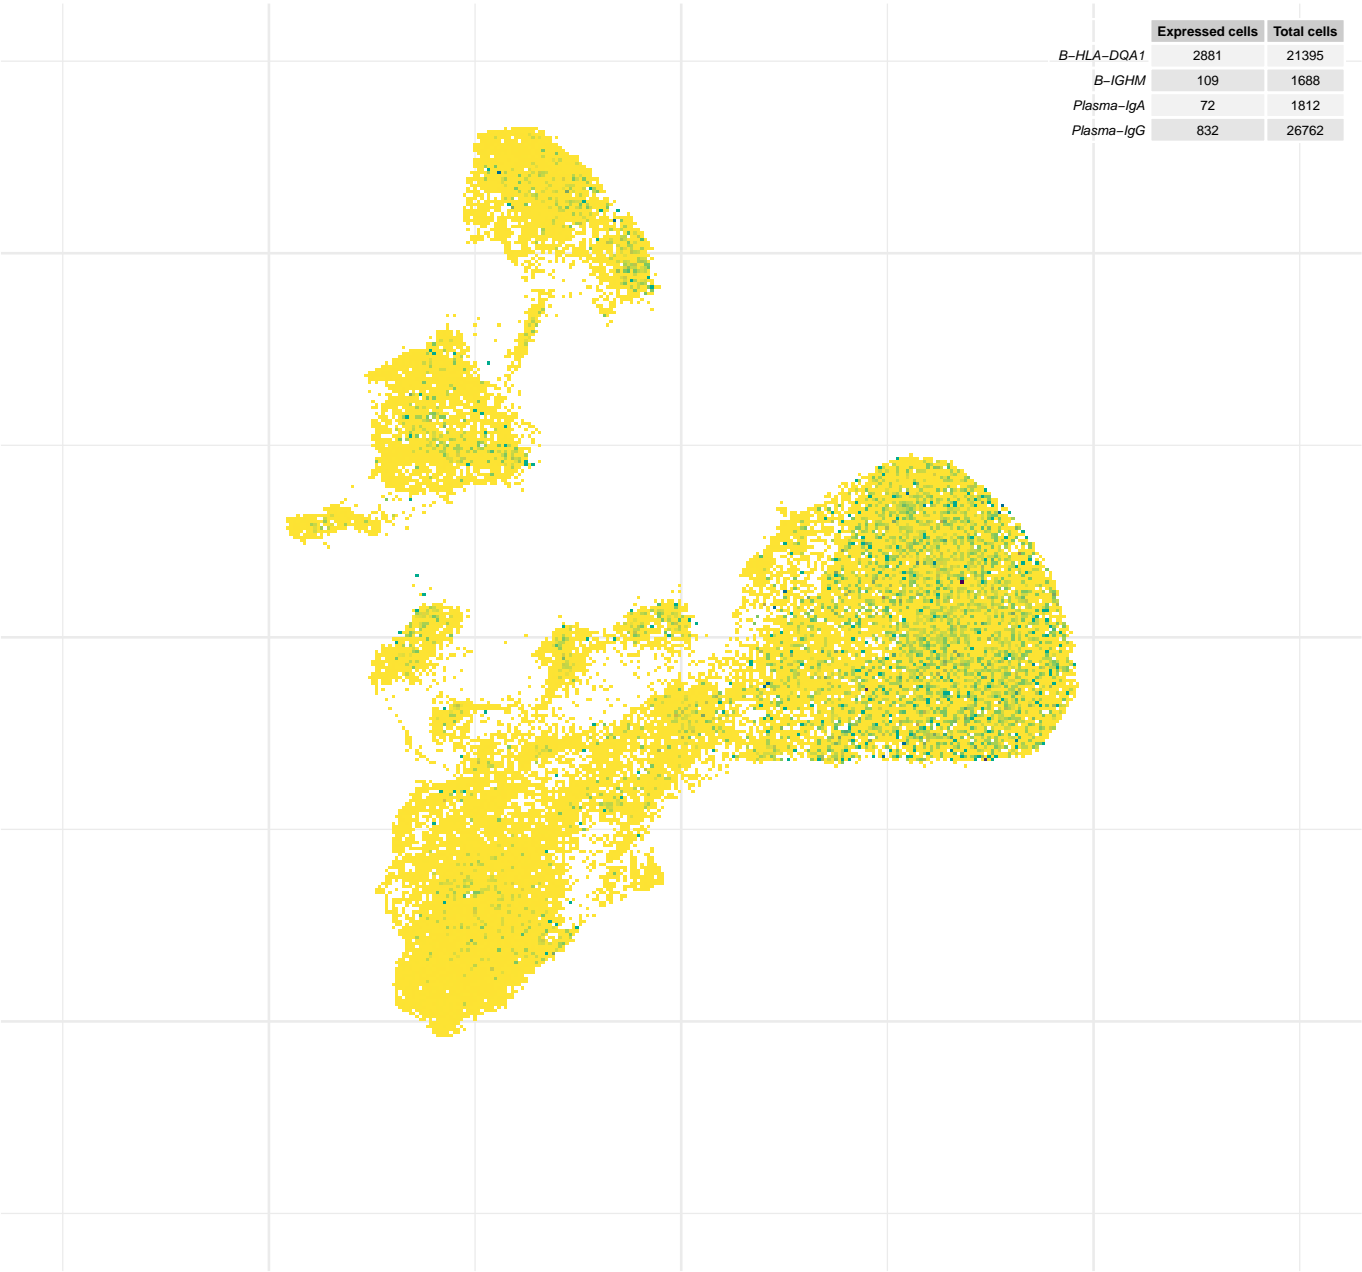 Expressed cells Total cells
B−HLA−DQA1 2881 21395
B−IGHM 109 1688
Plasma−IgA 72 1812
Plasma−IgG 832 26762